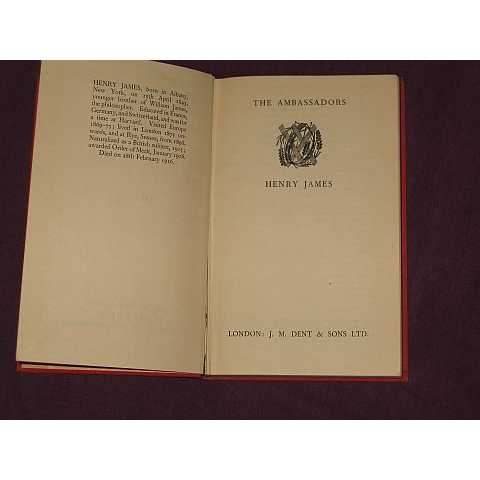 HENRY JAMES, born in Albany,
New York, on 15th April 1843,
younger brother of William James,
the philosopher. Educated in France,
Germany, and Switzerland, and was for
a time at Harvard. Visited Europe
1869–75; lived in London 1875 on-
wards, and at Rye, Sussex, from 1898.
Naturalized as a British subject, 1915;
awarded Order of Merit, January 1916.
Died on 28th February 1916.
THE AMBASSADORS
HENRY JAMES
LONDON: J. M. DENT & SONS LTD.